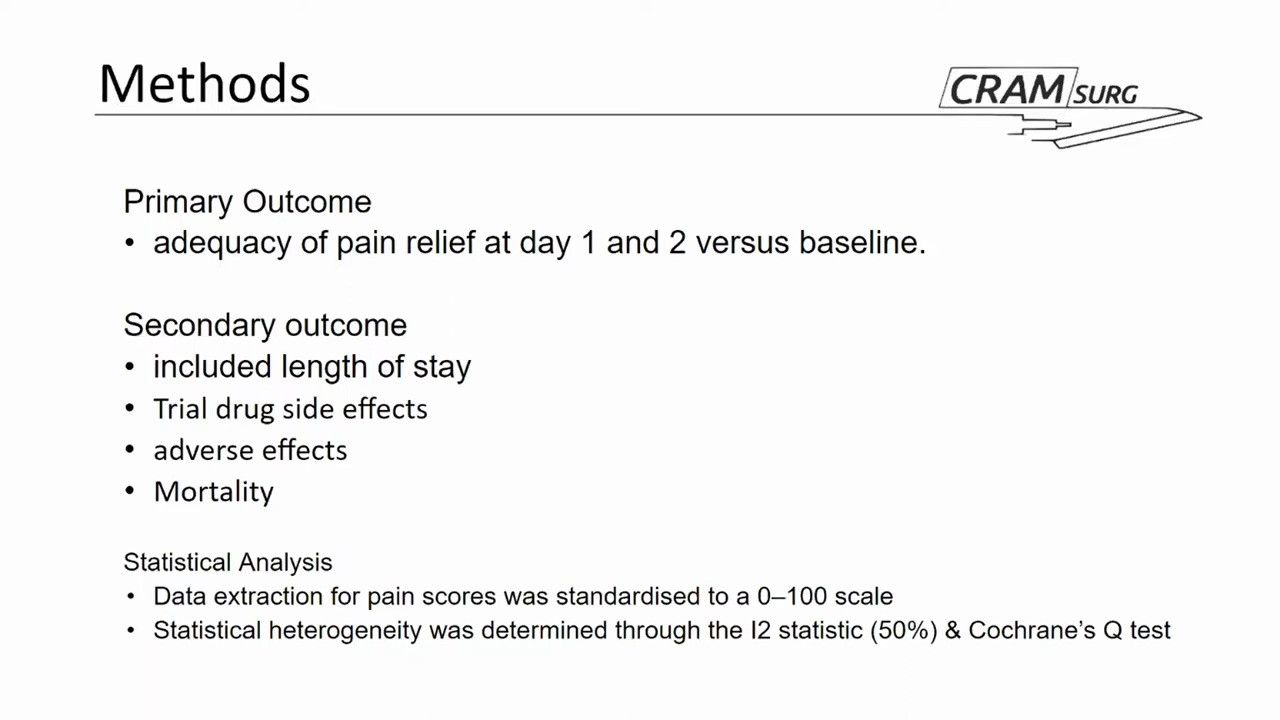 Methods
CRAM SURG
Primary Outcome
• adequacy of pain relief at day 1 and 2 versus baseline.
Secondary outcome
• included length of stay
• Trial drug side effects
• adverse effects
• Mortality
Statistical Analysis
• Data extraction for pain scores was standardised to a 0–100 scale
• Statistical heterogeneity was determined through the I2 statistic (50%) & Cochrane’s Q test